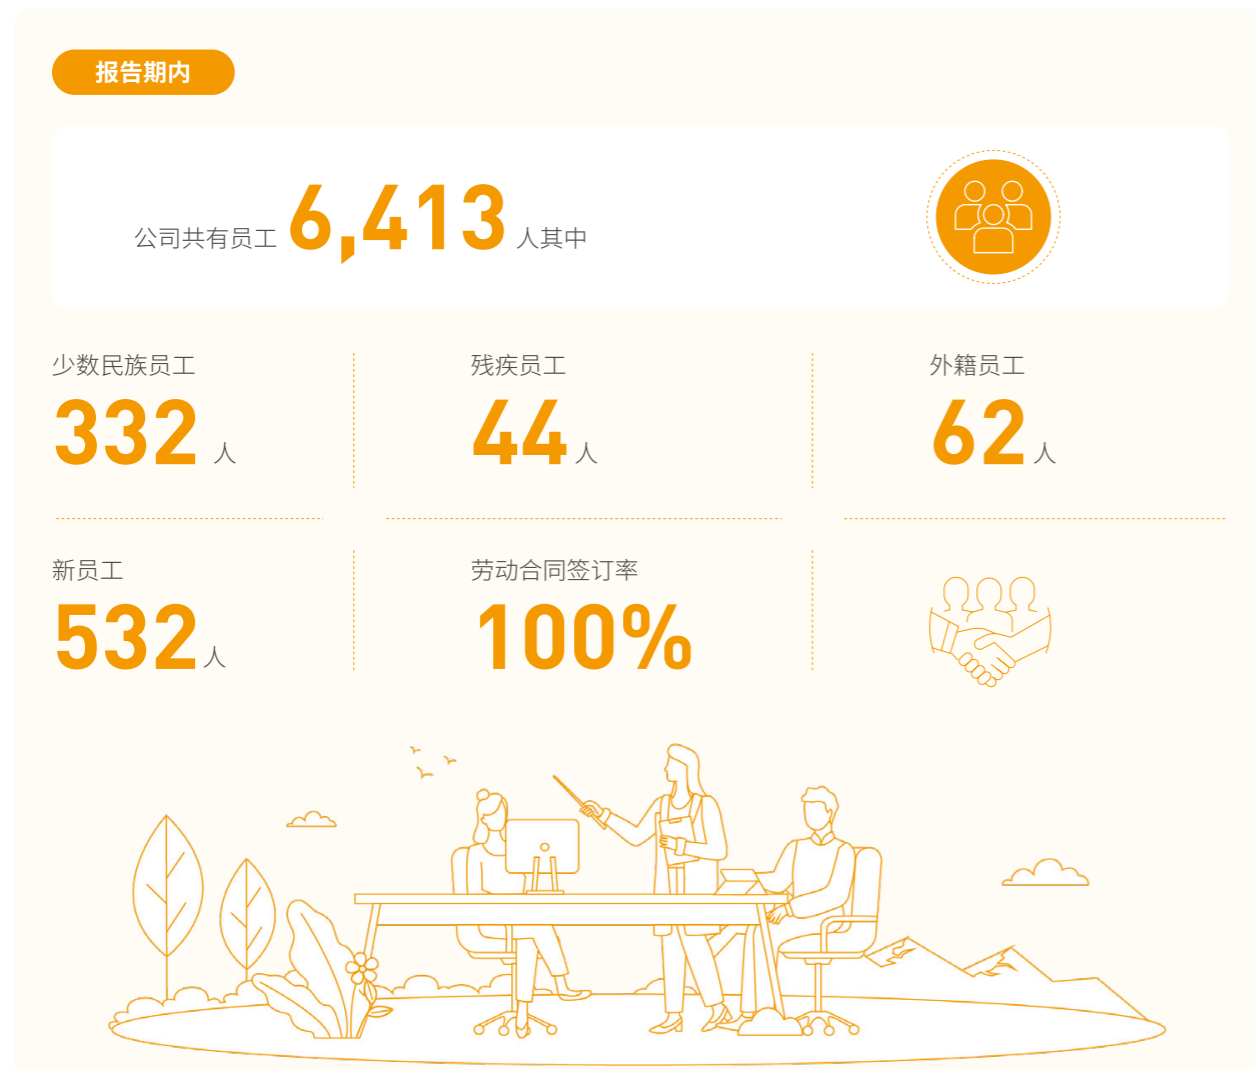 报告期内
公司共有员工 6,413 人其中
少数民族员工
332 人
残疾员工
44 人
外籍员工
62 人
新员工
532 人
劳动合同签订率
100%